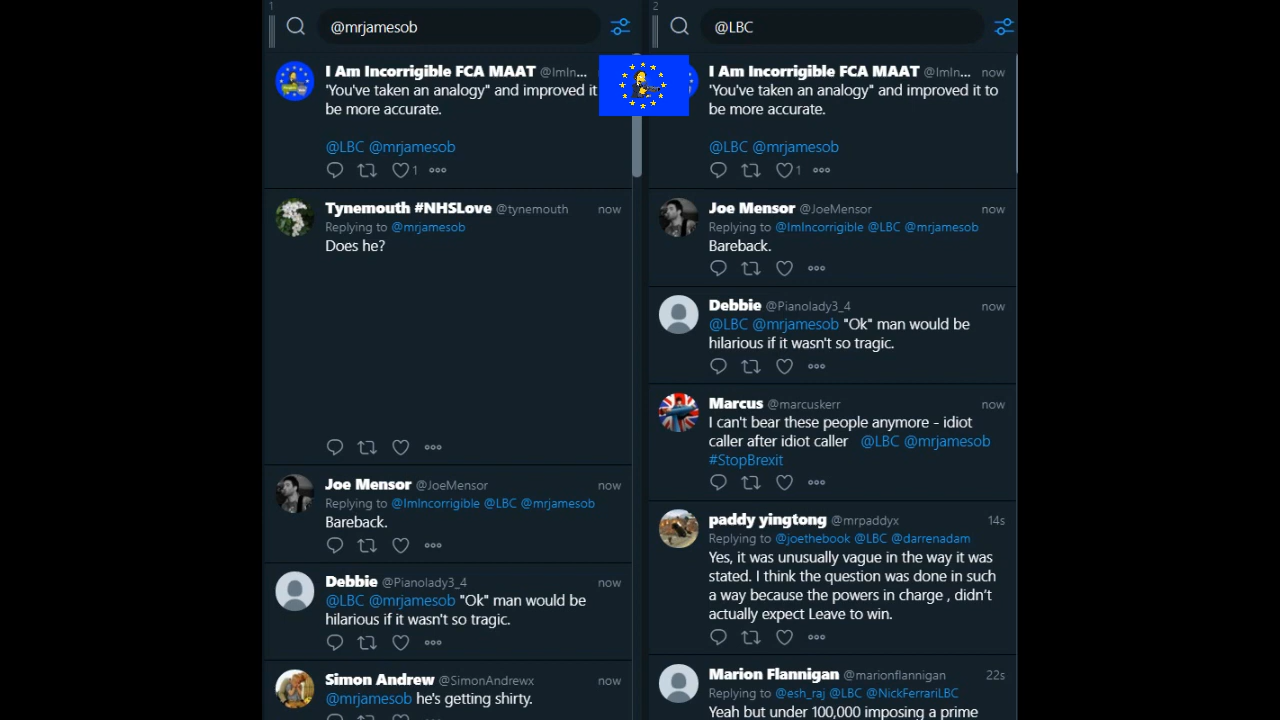 1
@mrjamesob
I Am Incorrigible FCA MAAT @ImIn...
'You've taken an analogy" and improved it
be more accurate.
@LBC @mrjamesob
1
Tynemouth #NHSLove @tynemouth now
Replying to @mrjamesob
Does he?
Joe Mensor @JoeMensor now
Replying to @ImIncorrigible @LBC @mrjamesob
Bareback.
Debbie @Pianolady3_4 now
@LBC @mrjamesob "Ok" man would be
hilarious if it wasn't so tragic.
Simon Andrew @SimonAndrewx now
@mrjamesob he's getting shirty.
2
@LBC
I Am Incorrigible FCA MAAT @ImIn... now
'You've taken an analogy" and improved it to
be more accurate.
@LBC @mrjamesob
1
Joe Mensor @JoeMensor now
Replying to @ImIncorrigible @LBC @mrjamesob
Bareback.
Debbie @Pianolady3_4 now
@LBC @mrjamesob "Ok" man would be
hilarious if it wasn't so tragic.
Marcus @marcuskerr now
I can't bear these people anymore - idiot
caller after idiot caller @LBC @mrjamesob
#StopBrexit
paddy yingtong @mrpaddyx 14s
Replying to @joethebook @LBC @darrenadam
Yes, it was unusually vague in the way it was
stated. I think the question was done in such
a way because the powers in charge , didn't
actually expect Leave to win.
Marion Flannigan @marionflannigan 22s
Replying to @esh_raj @LBC @NickFerrariLBC
Yeah but under 100,000 imposing a prime